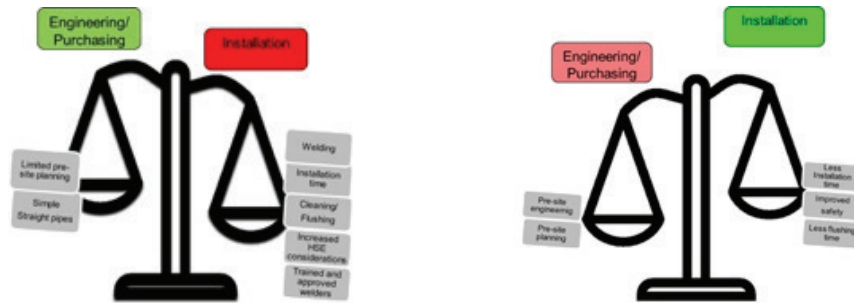 Engineering/
Purchasing
Installation
Limited pre-
site planning
Simple
Straight pipes
Welding
Installation
time
Cleaning/
Flushing
Increased
HSE
considerations
Trained and
approved
welders
Installation
Engineering/
Purchasing
Pre-site
engineering
Pre-site
planning
Less
Installation
time
Improved
safety
Less flushing
time